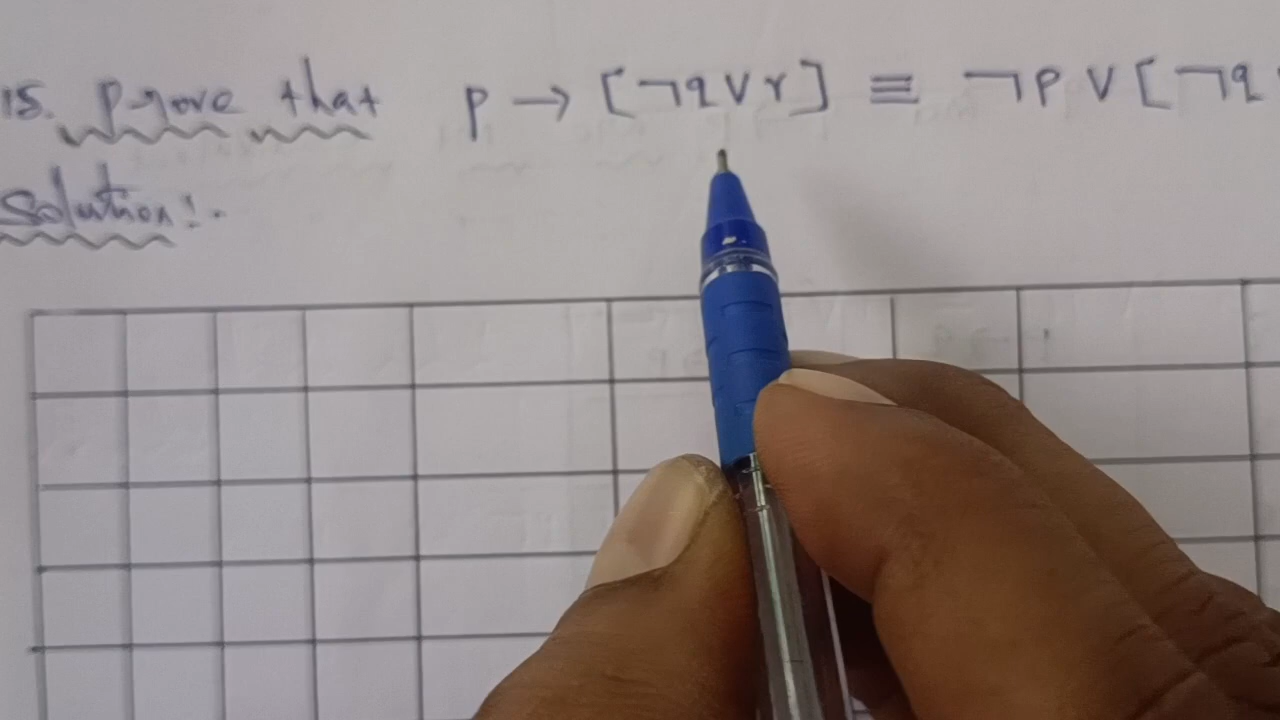 15. Prove that p → [¬q∨r] ≡ ¬p∨[¬q
Solution:-